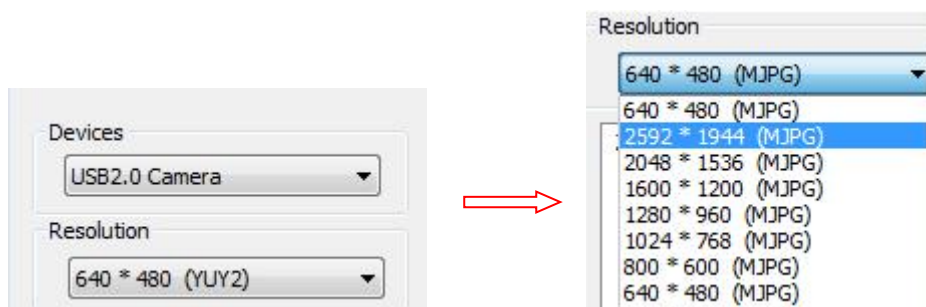 Devices
USB2.0 Camera
Resolution
640 * 480 (YUY2)
Resolution
640 * 480 (MJPG)
640 * 480 (MJPG)
2592 * 1944 (MJPG)
2048 * 1536 (MJPG)
1600 * 1200 (MJPG)
1280 * 960 (MJPG)
1024 * 768 (MJPG)
800 * 600 (MJPG)
640 * 480 (MJPG)